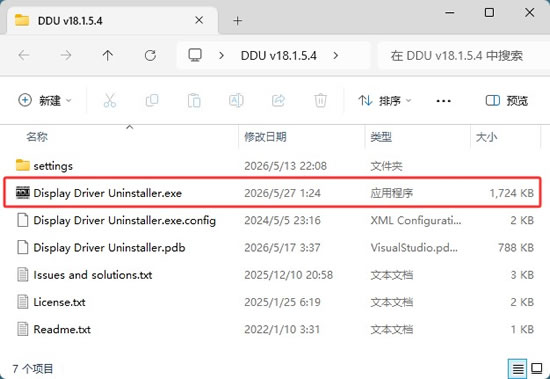 DDU v18.1.5.4
DDU v18.1.5.4 在 DDU v18.1.5.4 中搜索
新建 排序 预览
名称 修改日期 类型 大小
settings 2026/5/13 22:08 文件夹
Display Driver Uninstaller.exe 2026/5/27 1:24 应用程序 1,724 KB
Display Driver Uninstaller.exe.config 2024/5/5 23:16 XML Configurati... 2 KB
Display Driver Uninstaller.pdb 2026/5/17 3:37 VisualStudio.pd... 788 KB
Issues and solutions.txt 2025/12/10 20:58 文本文档 3 KB
License.txt 2025/1/25 6:19 文本文档 2 KB
Readme.txt 2022/1/10 3:31 文本文档 1 KB
7 个项目